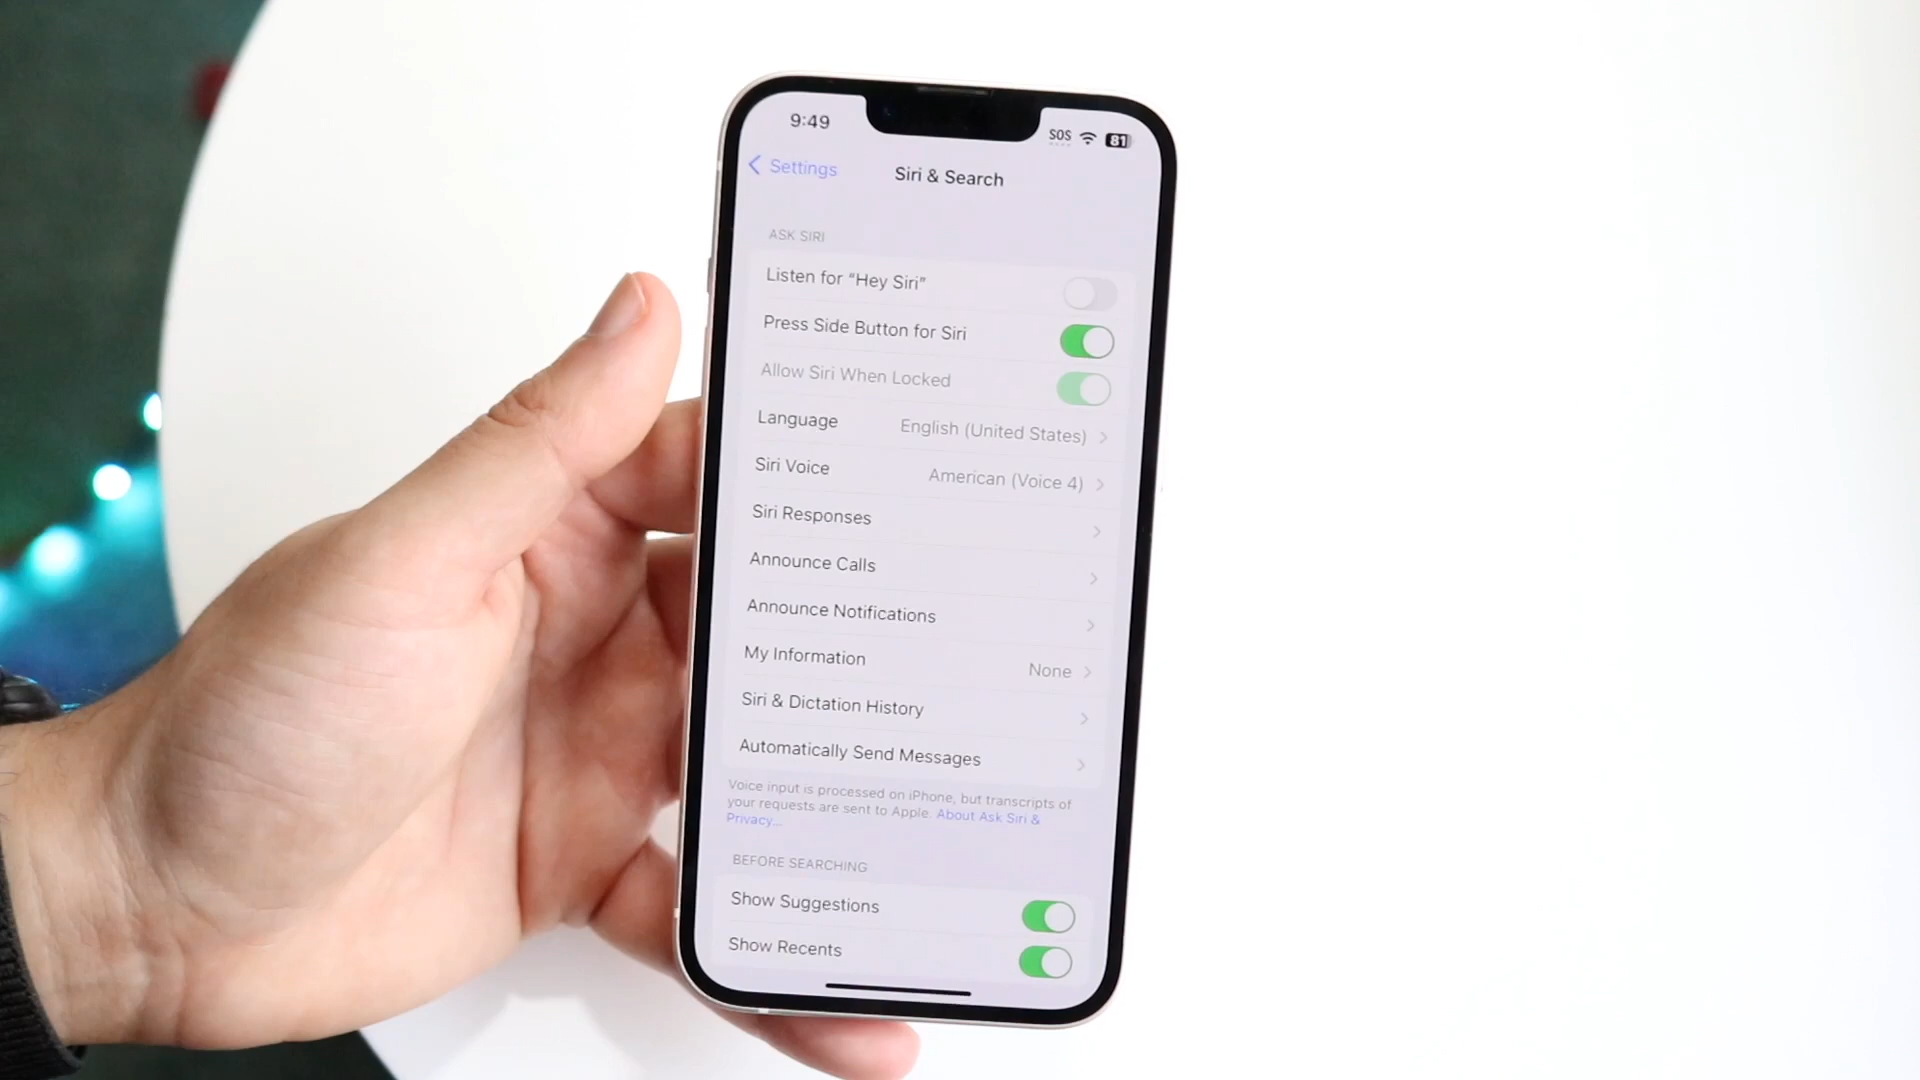 9:49
SOS
81
Settings
Siri & Search
ASK SIRI
Listen for “Hey Siri”
Press Side Button for Siri
Allow Siri When Locked
Language English (United States)
Siri Voice American (Voice 4)
Siri Responses
Announce Calls
Announce Notifications
My Information None
Siri & Dictation History
Automatically Send Messages
Voice input is processed on iPhone, but transcripts of
your requests are sent to Apple. About Ask Siri &
Privacy...
BEFORE SEARCHING
Show Suggestions
Show Recents